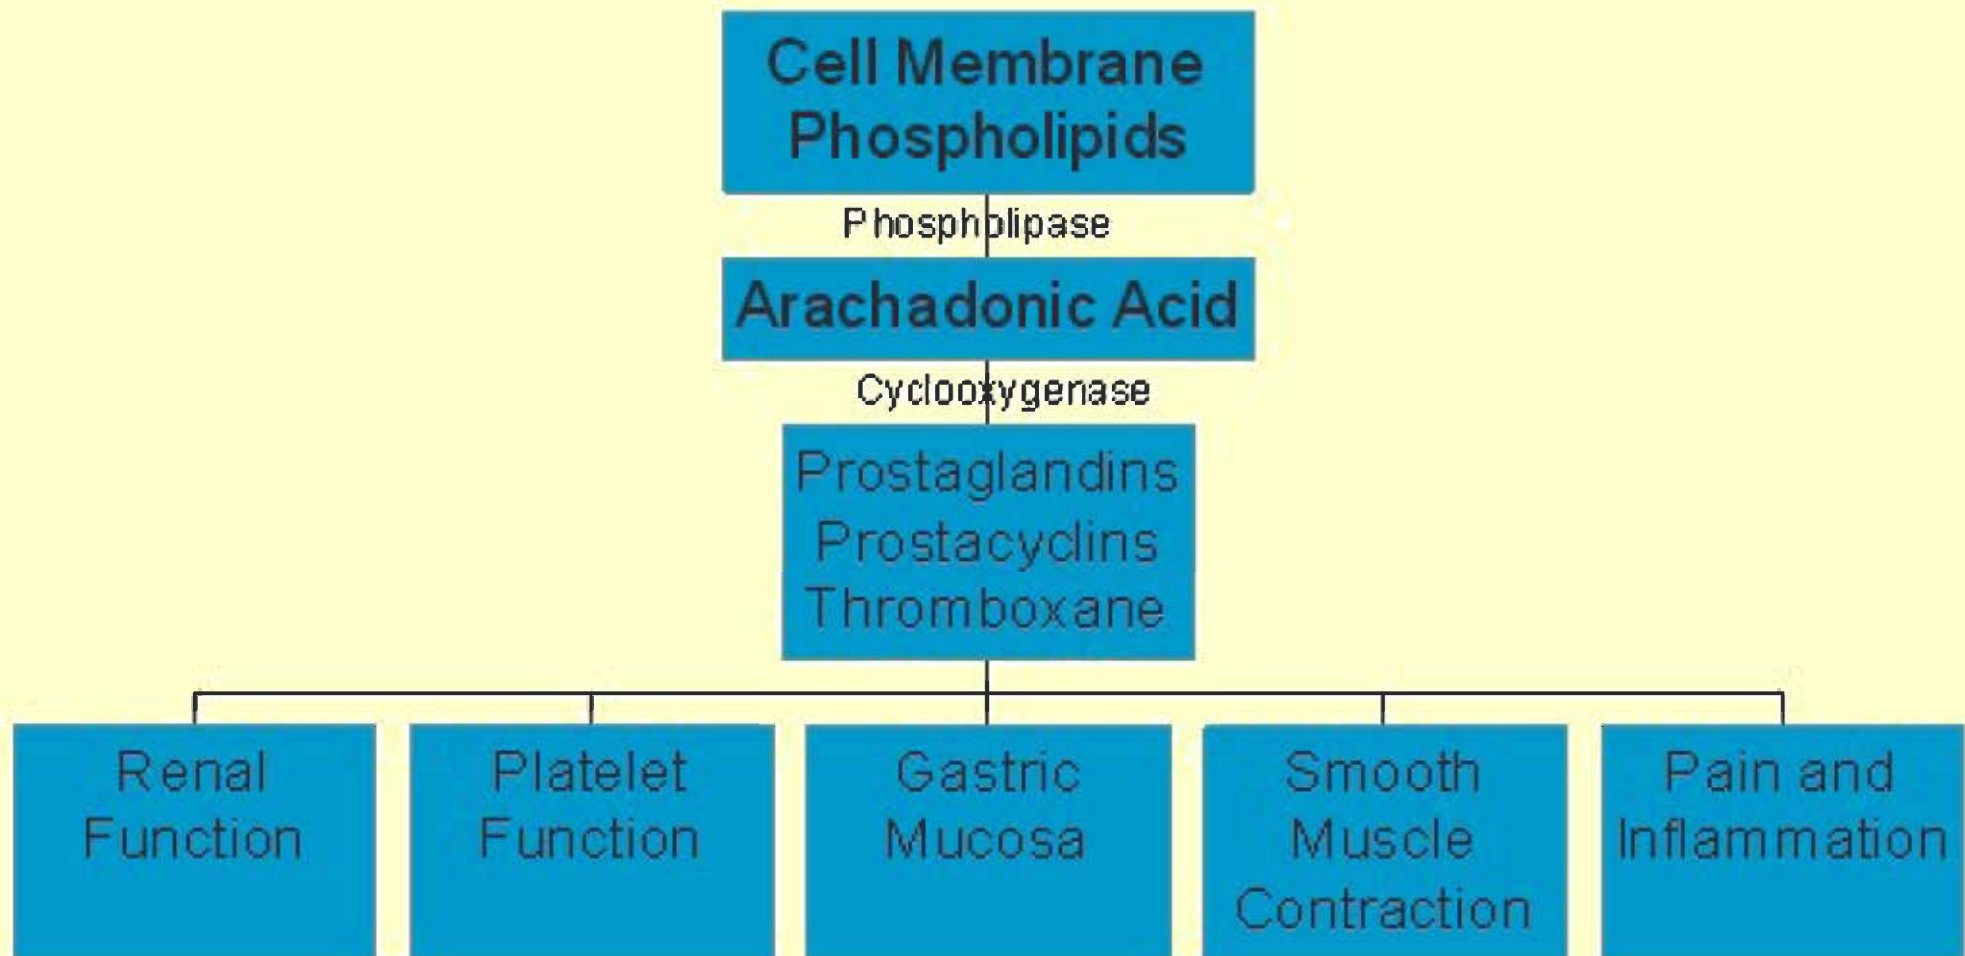 Cell Membrane
Phospholipids
Phospholipase
Arachadonic Acid
Cyclooxygenase
Prostaglandins
Prostacyclins
Thromboxane
Renal
Function
Platelet
Function
Gastric
Mucosa
Smooth
Muscle
Contraction
Pain and
Inflammation